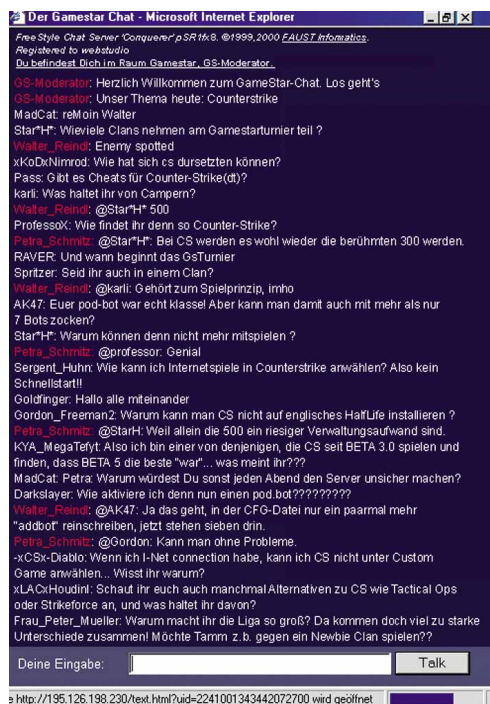 Der Gamestar Chat - Microsoft Internet Explorer
FreeStyle Chat Server 'Conquerer' pSR1fx8. ©1999,2000 FAUST Informatics.
Registered to webstudio
Du befindest Dich im Raum Gamestar, GS-Moderator.
GS-Moderator: Herzlich Willkommen zum GameStar-Chat. Los geht's
GS-Moderator: Unser Thema heute: Counterstrike
MadCat: reMoin Walter
Star*H*: Wieviele Clans nehmen am Gamestarturnier teil ?
Walter_Reindl: Enemy spotted
xKoDxNimrod: Wie hat sich cs dursetzten können?
Pass: Gibt es Cheats für Counter-Strike(dt)?
karli: Was haltet ihr von Campern?
Walter_Reindl: @Star*H* 500
ProfessoX: Wie findet ihr denn so Counter-Strike?
Petra_Schmitz: @Star*H*: Bei CS werden es wohl wieder die berühmten 300 werden.
RAVER: Und wann beginnt das GsTurnier
Spritzer: Seid ihr auch in einem Clan?
Walter_Reindl: @karli: Gehört zum Spielprinzip, imho
AK47: Euer pod-bot war echt klasse! Aber kann man damit auch mit mehr als nur
7 Bots zocken?
Star*H*: Warum können denn nicht mehr mitspielen ?
Petra_Schmitz: @professor: Genial
Sergent_Huhn: Wie kann ich Internetspiele in Counterstrike anwählen? Also kein
Schnellstart!!
Goldfinger: Hallo alle miteinander
Gordon_Freeman2: Warum kann man CS nicht auf englisches HalfLife installieren ?
Petra_Schmitz: @StarH: Weil allein die 500 ein riesiger Verwaltungsaufwand sind.
KYA_MegaTefyt: Also ich bin einer von denjenigen, die CS seit BETA 3.0 spielen und
finden, dass BETA 5 die beste "war"... was meint ihr???
MadCat: Petra: Warum würdest Du sonst jeden Abend den Server unsicher machen?
Darkslayer: Wie aktiviere ich denn nun einen pod.bot?????????
Walter_Reindl: @AK47: Ja das geht, in der CFG-Datei nur ein paarmal mehr
"addbot" reinschreiben, jetzt stehen sieben drin.
Petra_Schmitz: @Gordon: Kann man ohne Probleme.
-xCSx-Diablo: Wenn ich I-Net connection habe, kann ich CS nicht unter Custom
Game anwählen... Wisst ihr warum?
xLACxHoudinI: Schaut ihr euch auch manchmal Alternativen zu CS wie Tactical Ops
oder Strikeforce an, und was haltet ihr davon?
Frau_Peter_Mueller: Warum macht ihr die Liga so groß? Da kommen doch viel zu starke
Unterschiede zusammen! Möchte Tamm z.b. gegen ein Newbie Clan spielen??
Deine Eingabe:
Talk
e http://195.126.198.230/text.html?uid=2241001343442072700 wird geöffnet